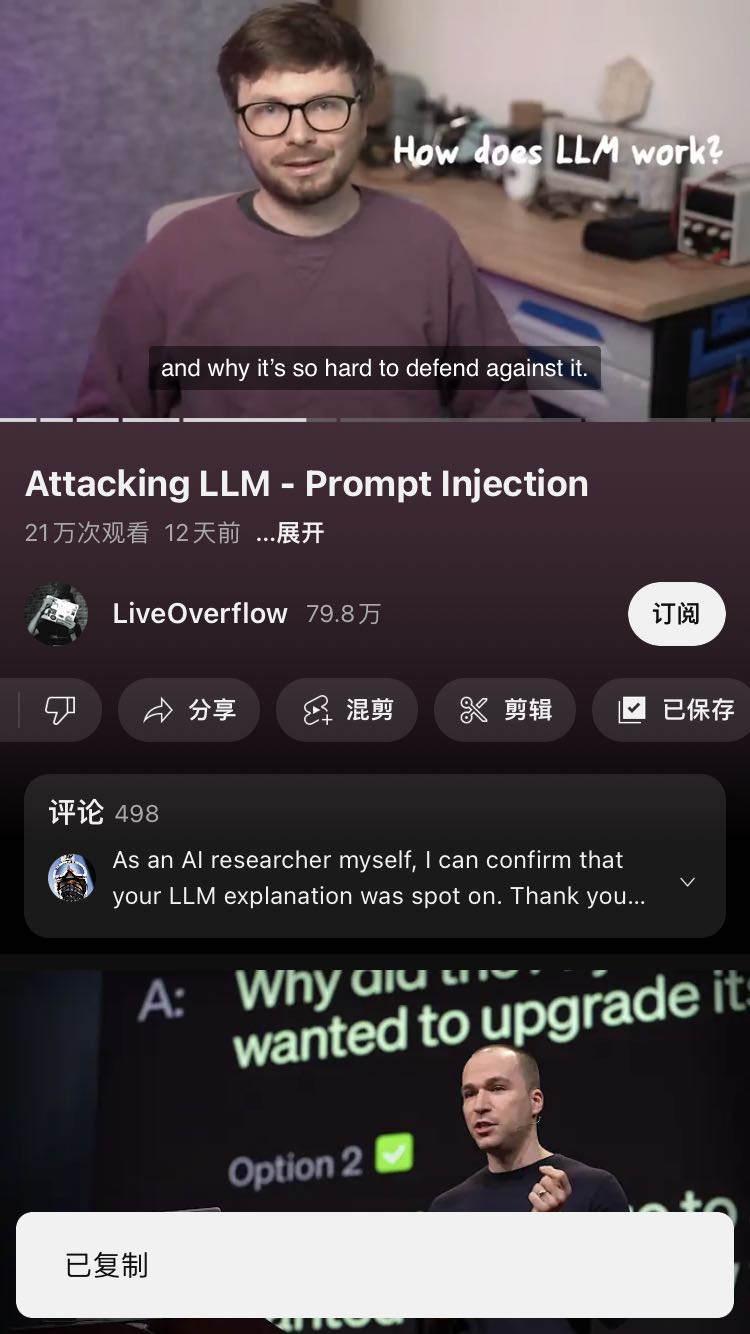 How does LLM work?
and why it's so hard to defend against it.
Attacking LLM - Prompt Injection
21万次观看 12天前 ...展开
LiveOverflow 79.8万
订阅
分享
混剪
剪辑
已保存
评论 498
As an AI researcher myself, I can confirm that
your LLM explanation was spot on. Thank you...
A: Why did the
wanted to upgrade
Option 2
to
已复制